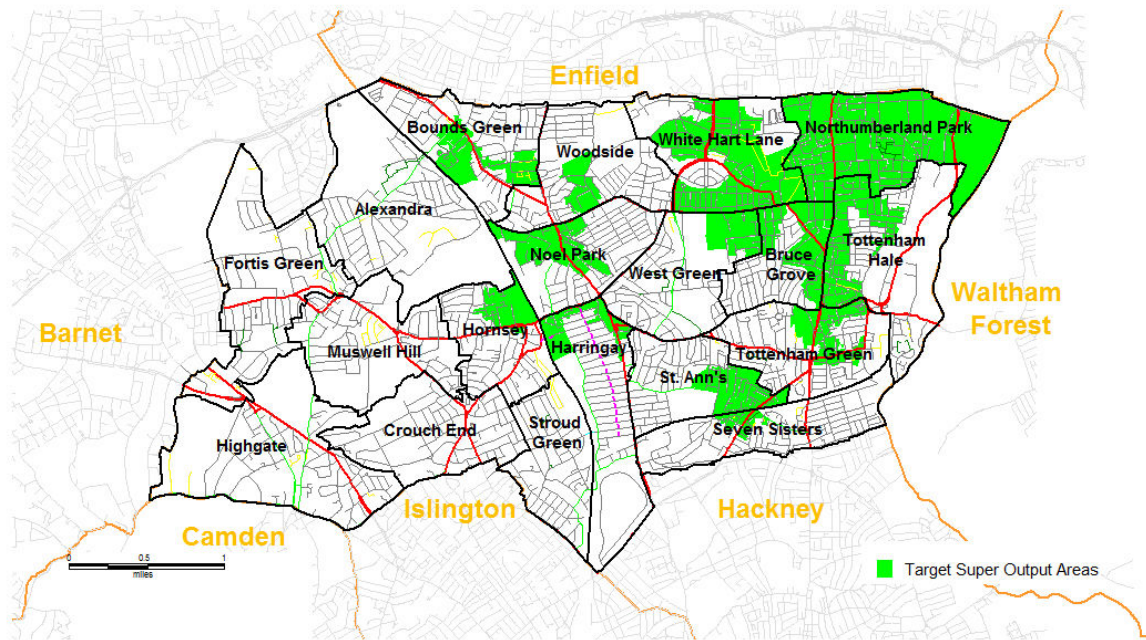 Enfield
Bounds Green
Woodside
White Hart Lane
Northumberland Park
Alexandra
Fortis Green
Noel Park
West Green
Bruce
Grove
Tottenham
Hale
Barnet
Waltham
Forest
Muswell Hill
Hornsey
Harringay
Tottenham Green
St. Ann's
Highgate
Crouch End
Stroud
Green
Seven Sisters
Islington
Hackney
Camden
0 0.5 1
miles
Target Super Output Areas